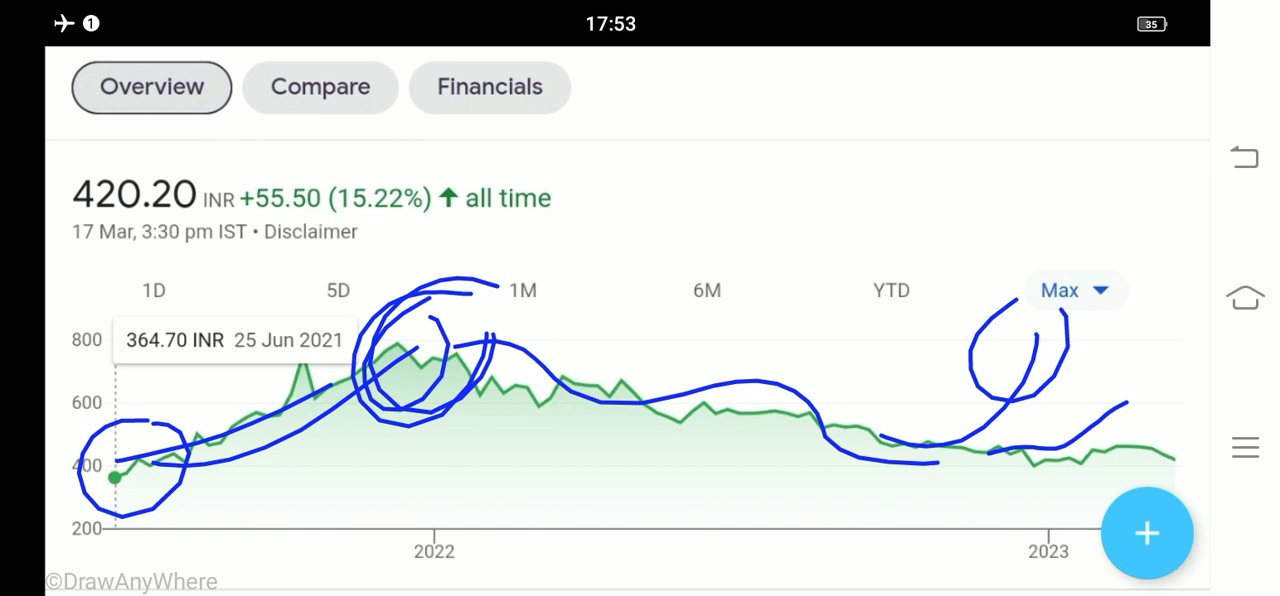 1 17:53 35
Overview Compare Financials
420.20 INR +55.50 (15.22%) ↑ all time
17 Mar, 3:30 pm IST • Disclaimer
1D 5D 1M 6M YTD Max
364.70 INR 25 Jun 2021
800
600
400
200
2022 2023
©DrawAnyWhere